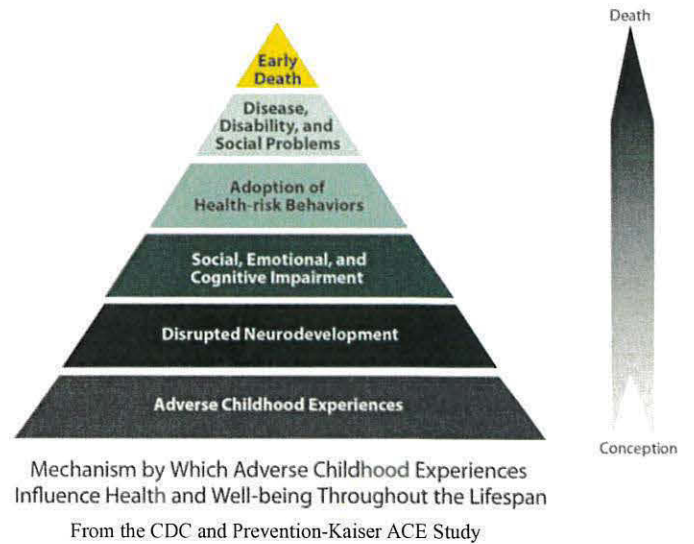 Death
Early
Death
Disease,
Disability, and
Social Problems
Adoption of
Health-risk Behaviors
Social, Emotional, and
Cognitive Impairment
Disrupted Neurodevelopment
Adverse Childhood Experiences
Conception
Mechanism by Which Adverse Childhood Experiences
Influence Health and Well-being Throughout the Lifespan
From the CDC and Prevention-Kaiser ACE Study